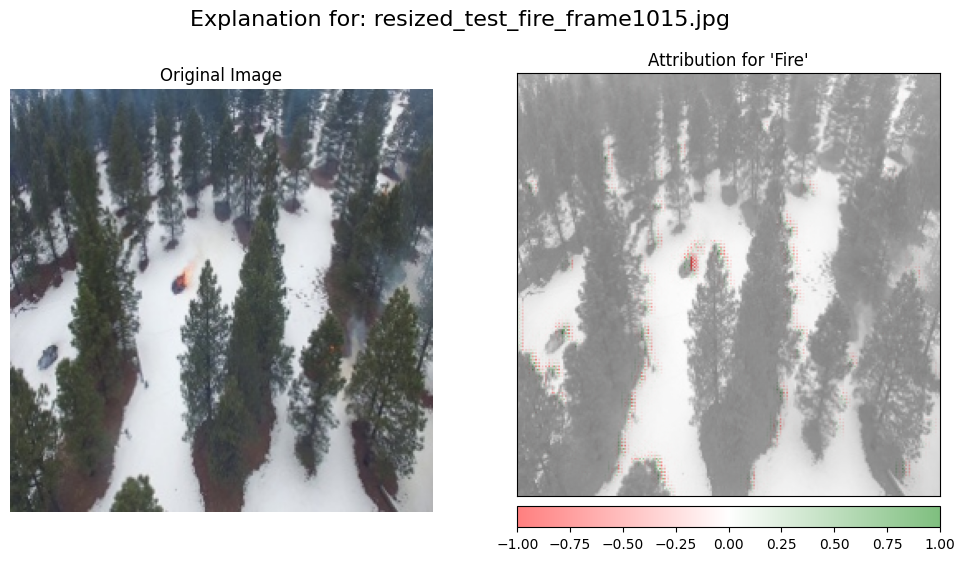 Explanation for: resized_test_fire_frame1015.jpg
Original Image
Attribution for 'Fire'
−1.00 −0.75 −0.50 −0.25 0.00 0.25 0.50 0.75 1.00